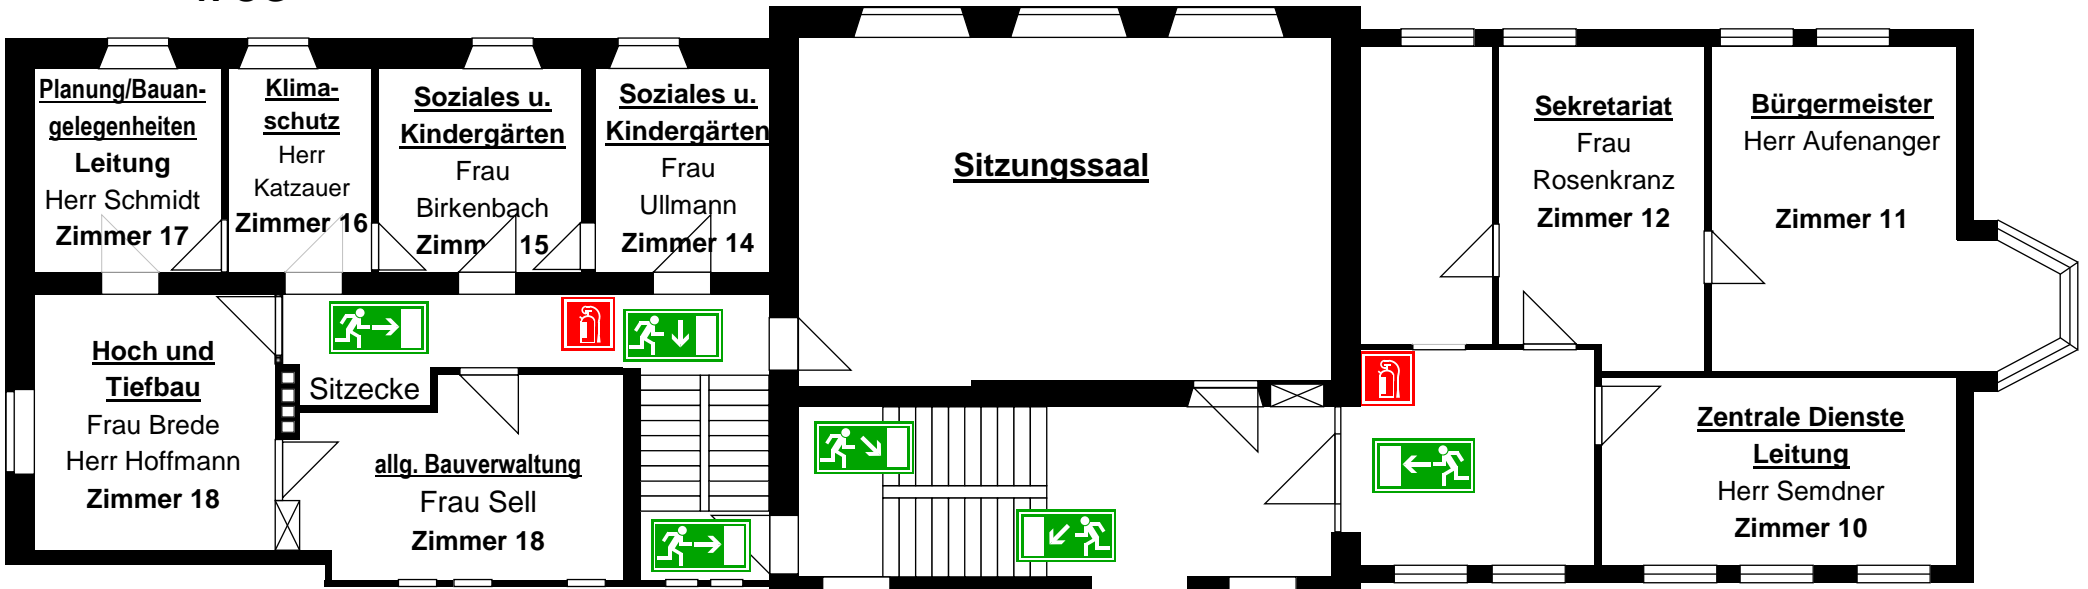 Planung/Bauan-
gelegenheiten
Leitung
Herr Schmidt
Zimmer 17
Klima-
schutz
Herr
Katzauer
Zimmer 16
Soziales u.
Kindergärten
Frau
Birkenbach
Zimm 15
Soziales u.
Kindergärten
Frau
Ullmann
Zimmer 14
Sitzungssaal
Sekretariat
Frau
Rosenkranz
Zimmer 12
Bürgermeister
Herr Aufenanger
Zimmer 11
Hoch und
Tiefbau
Frau Brede
Herr Hoffmann
Zimmer 18
Sitzecke
allg. Bauverwaltung
Frau Sell
Zimmer 18
Zentrale Dienste
Leitung
Herr Semdner
Zimmer 10